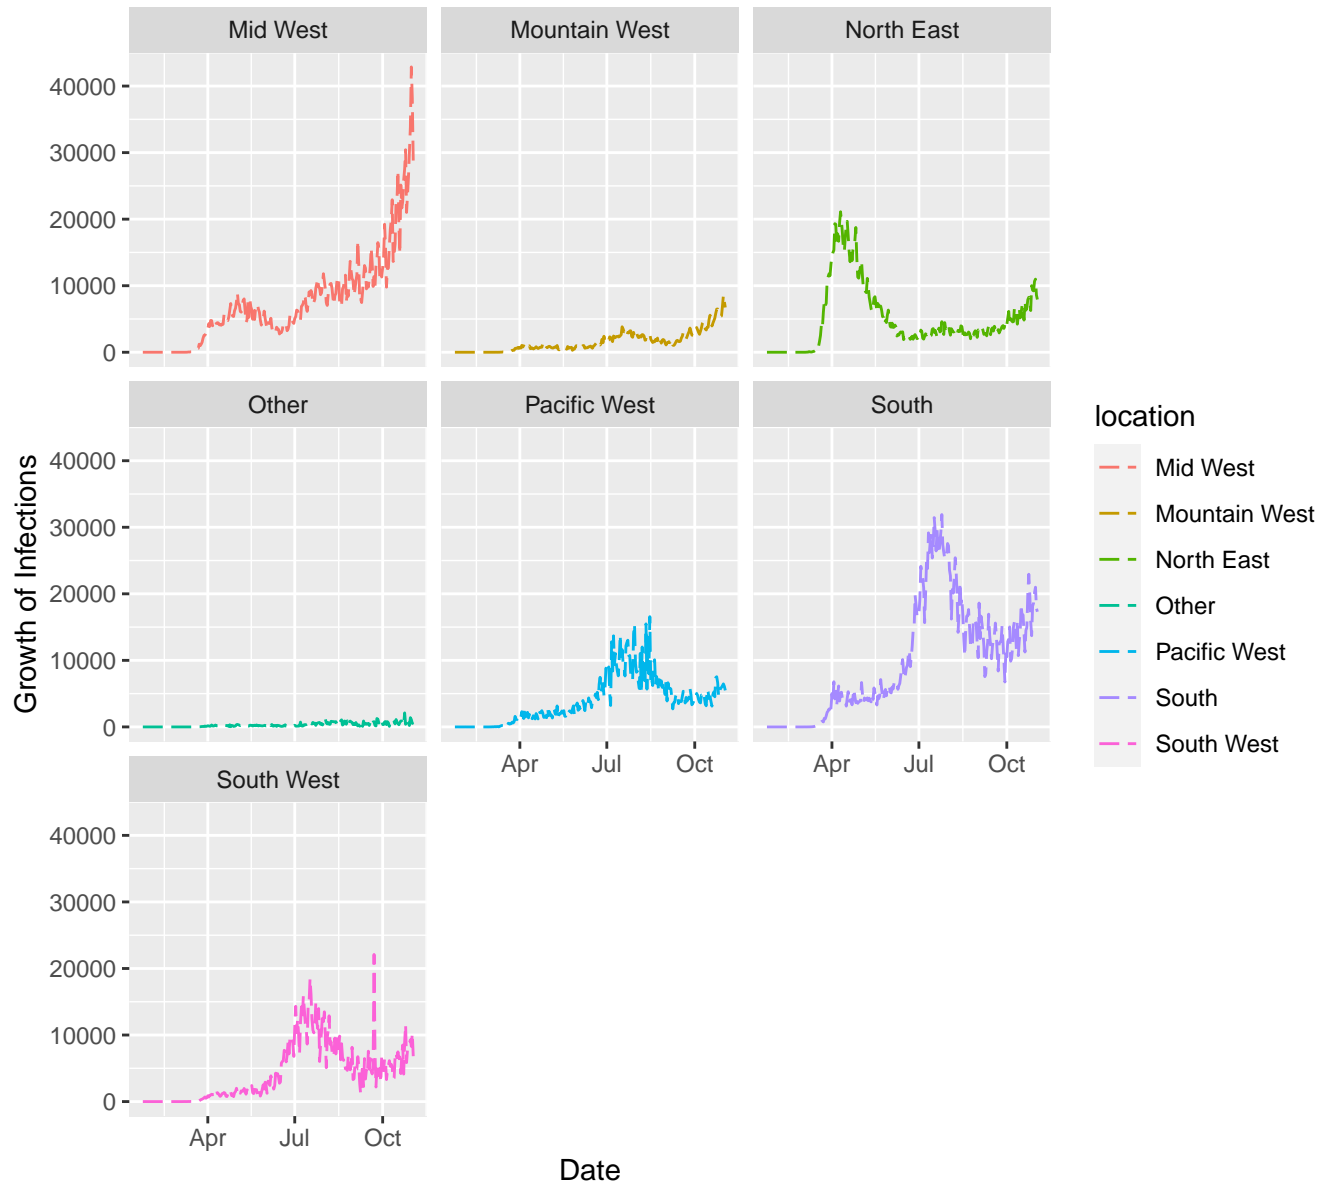 Mid West
Mountain West
North East
40000
30000
20000
10000
0
Other
Pacific West
South
40000
30000
20000
10000
0
Apr Jul Oct
Apr Jul Oct
South West
40000
30000
20000
10000
0
Apr Jul Oct
Growth of Infections
Date
location
Mid West
Mountain West
North East
Other
Pacific West
South
South West